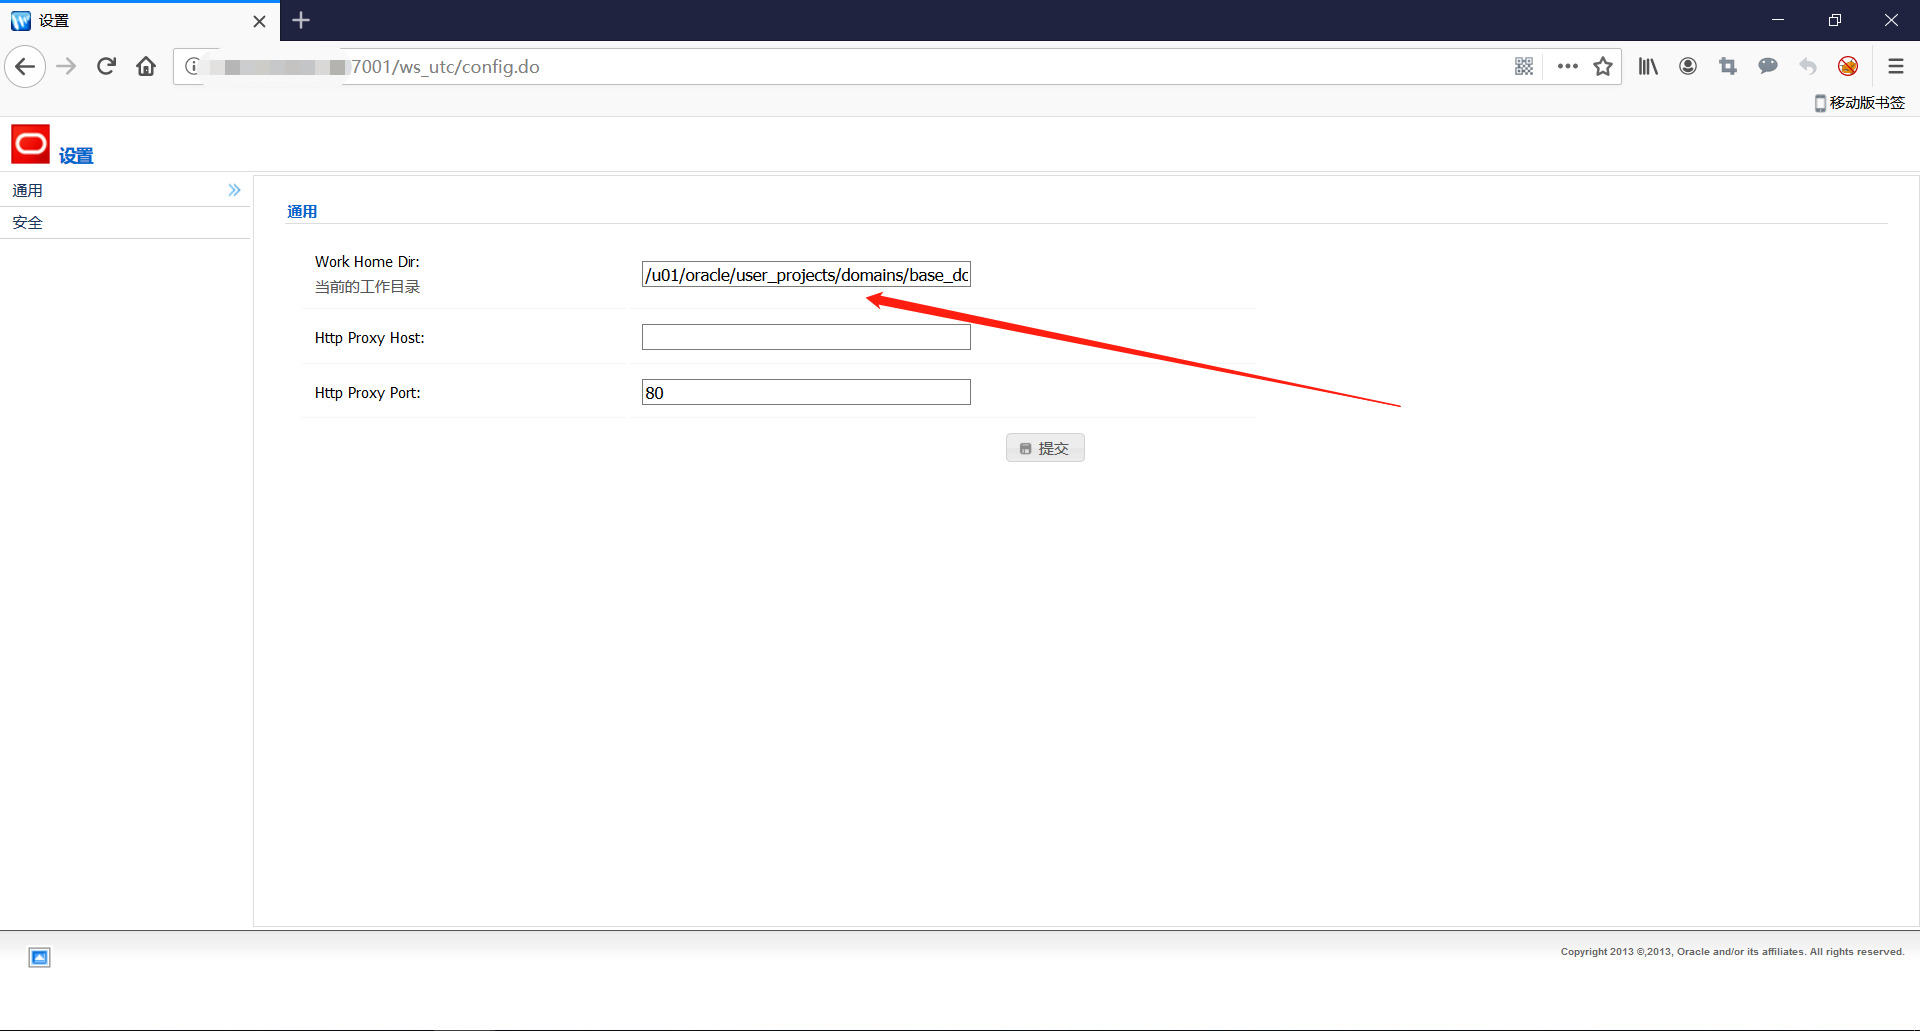 设置
7001/ws_utc/config.do
移动版书签
设置
通用
安全
通用
Work Home Dir:
当前的工作目录
/u01/oracle/user_projects/domains/base_do
Http Proxy Host:
Http Proxy Port:
80
提交
Copyright 2013 ©,2013, Oracle and/or its affiliates. All rights reserved.